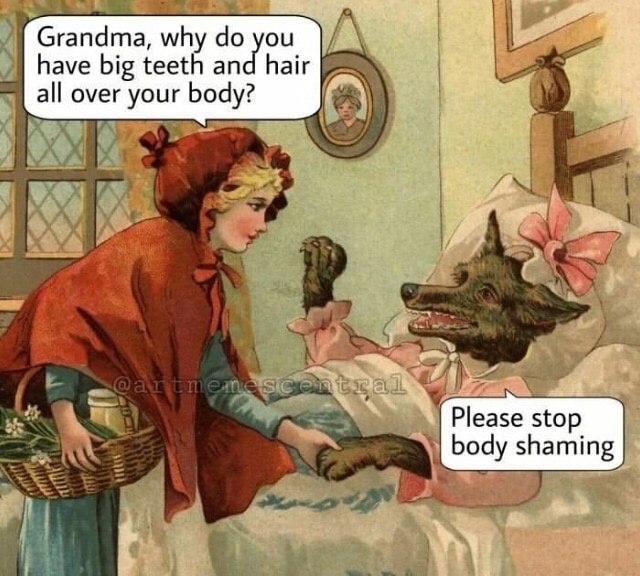 Grandma, why do you
have big teeth and hair
all over your body?
@artmemescentral
Please stop
body shaming